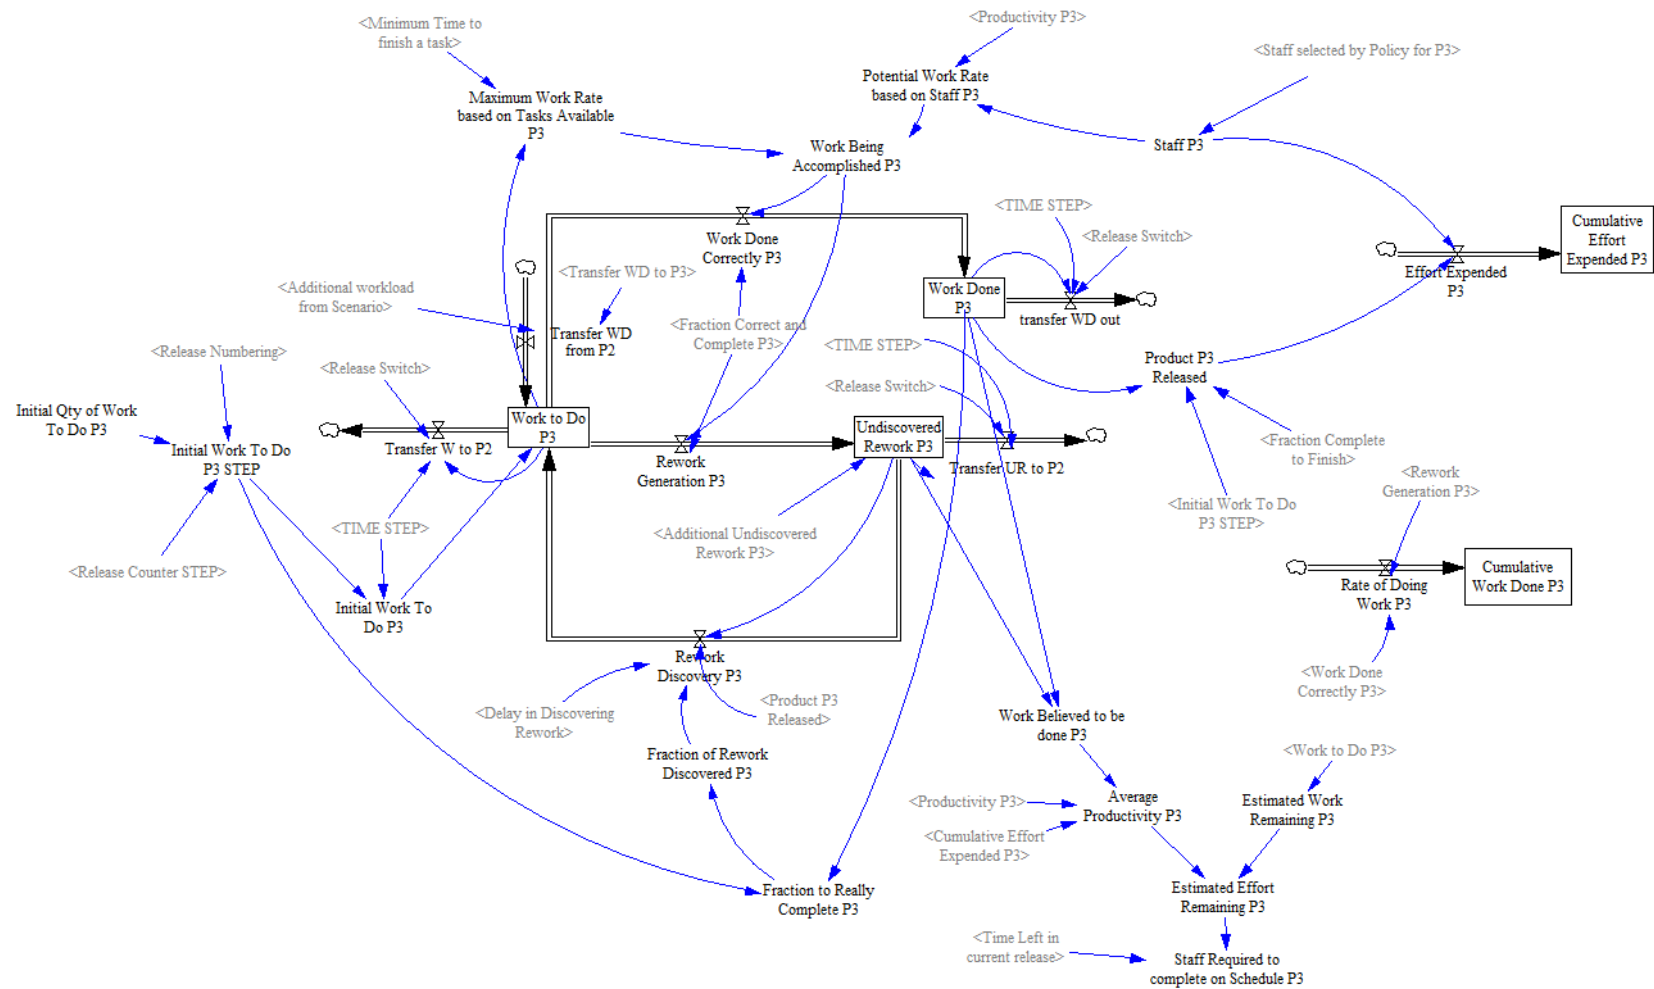 <Minimum Time to
finish a task>
<Productivity P3>
<Staff selected by Policy for P3>
Potential Work Rate
based on Staff P3
Maximum Work Rate
based on Tasks Available
P3
Work Being
Accomplished P3
Staff P3
<TIME STEP>
<Release Switch>
Cumulative
Effort
Expended P3
Work Done
Correctly P3
<Transfer WD to P3>
<Additional workload
from Scenario>
Effort Expended
P3
Work Done
P3
transfer WD out
Transfer WD
from P2
<Fraction Correct and
Complete P3>
<TIME STEP>
<Release Numbering>
<Release Switch>
Product P3
Released
<Release Switch>
Initial Qty of Work
To Do P3
Work to Do
P3
Undiscovered
Rework P3
Initial Work To Do
P3 STEP
Transfer W to P2
Rework
Generation P3
Transfer UR to P2
<Fraction Complete
to Finish>
<Rework
Generation P3>
<Initial Work To Do
P3 STEP>
<TIME STEP>
<Additional Undiscovered
Rework P3>
<Release Counter STEP>
Cumulative
Work Done P3
Rate of Doing
Work P3
Initial Work To
Do P3
Rework
Discovery P3
<Work Done
Correctly P3>
<Delay in Discovering
Rework>
<Product P3
Released>
Work Believed to be
done P3
Fraction of Rework
Discovered P3
<Work to Do P3>
<Productivity P3>
Average
Productivity P3
Estimated Work
Remaining P3
<Cumulative Effort
Expended P3>
Fraction to Really
Complete P3
Estimated Effort
Remaining P3
<Time Left in
current release>
Staff Required to
complete on Schedule P3